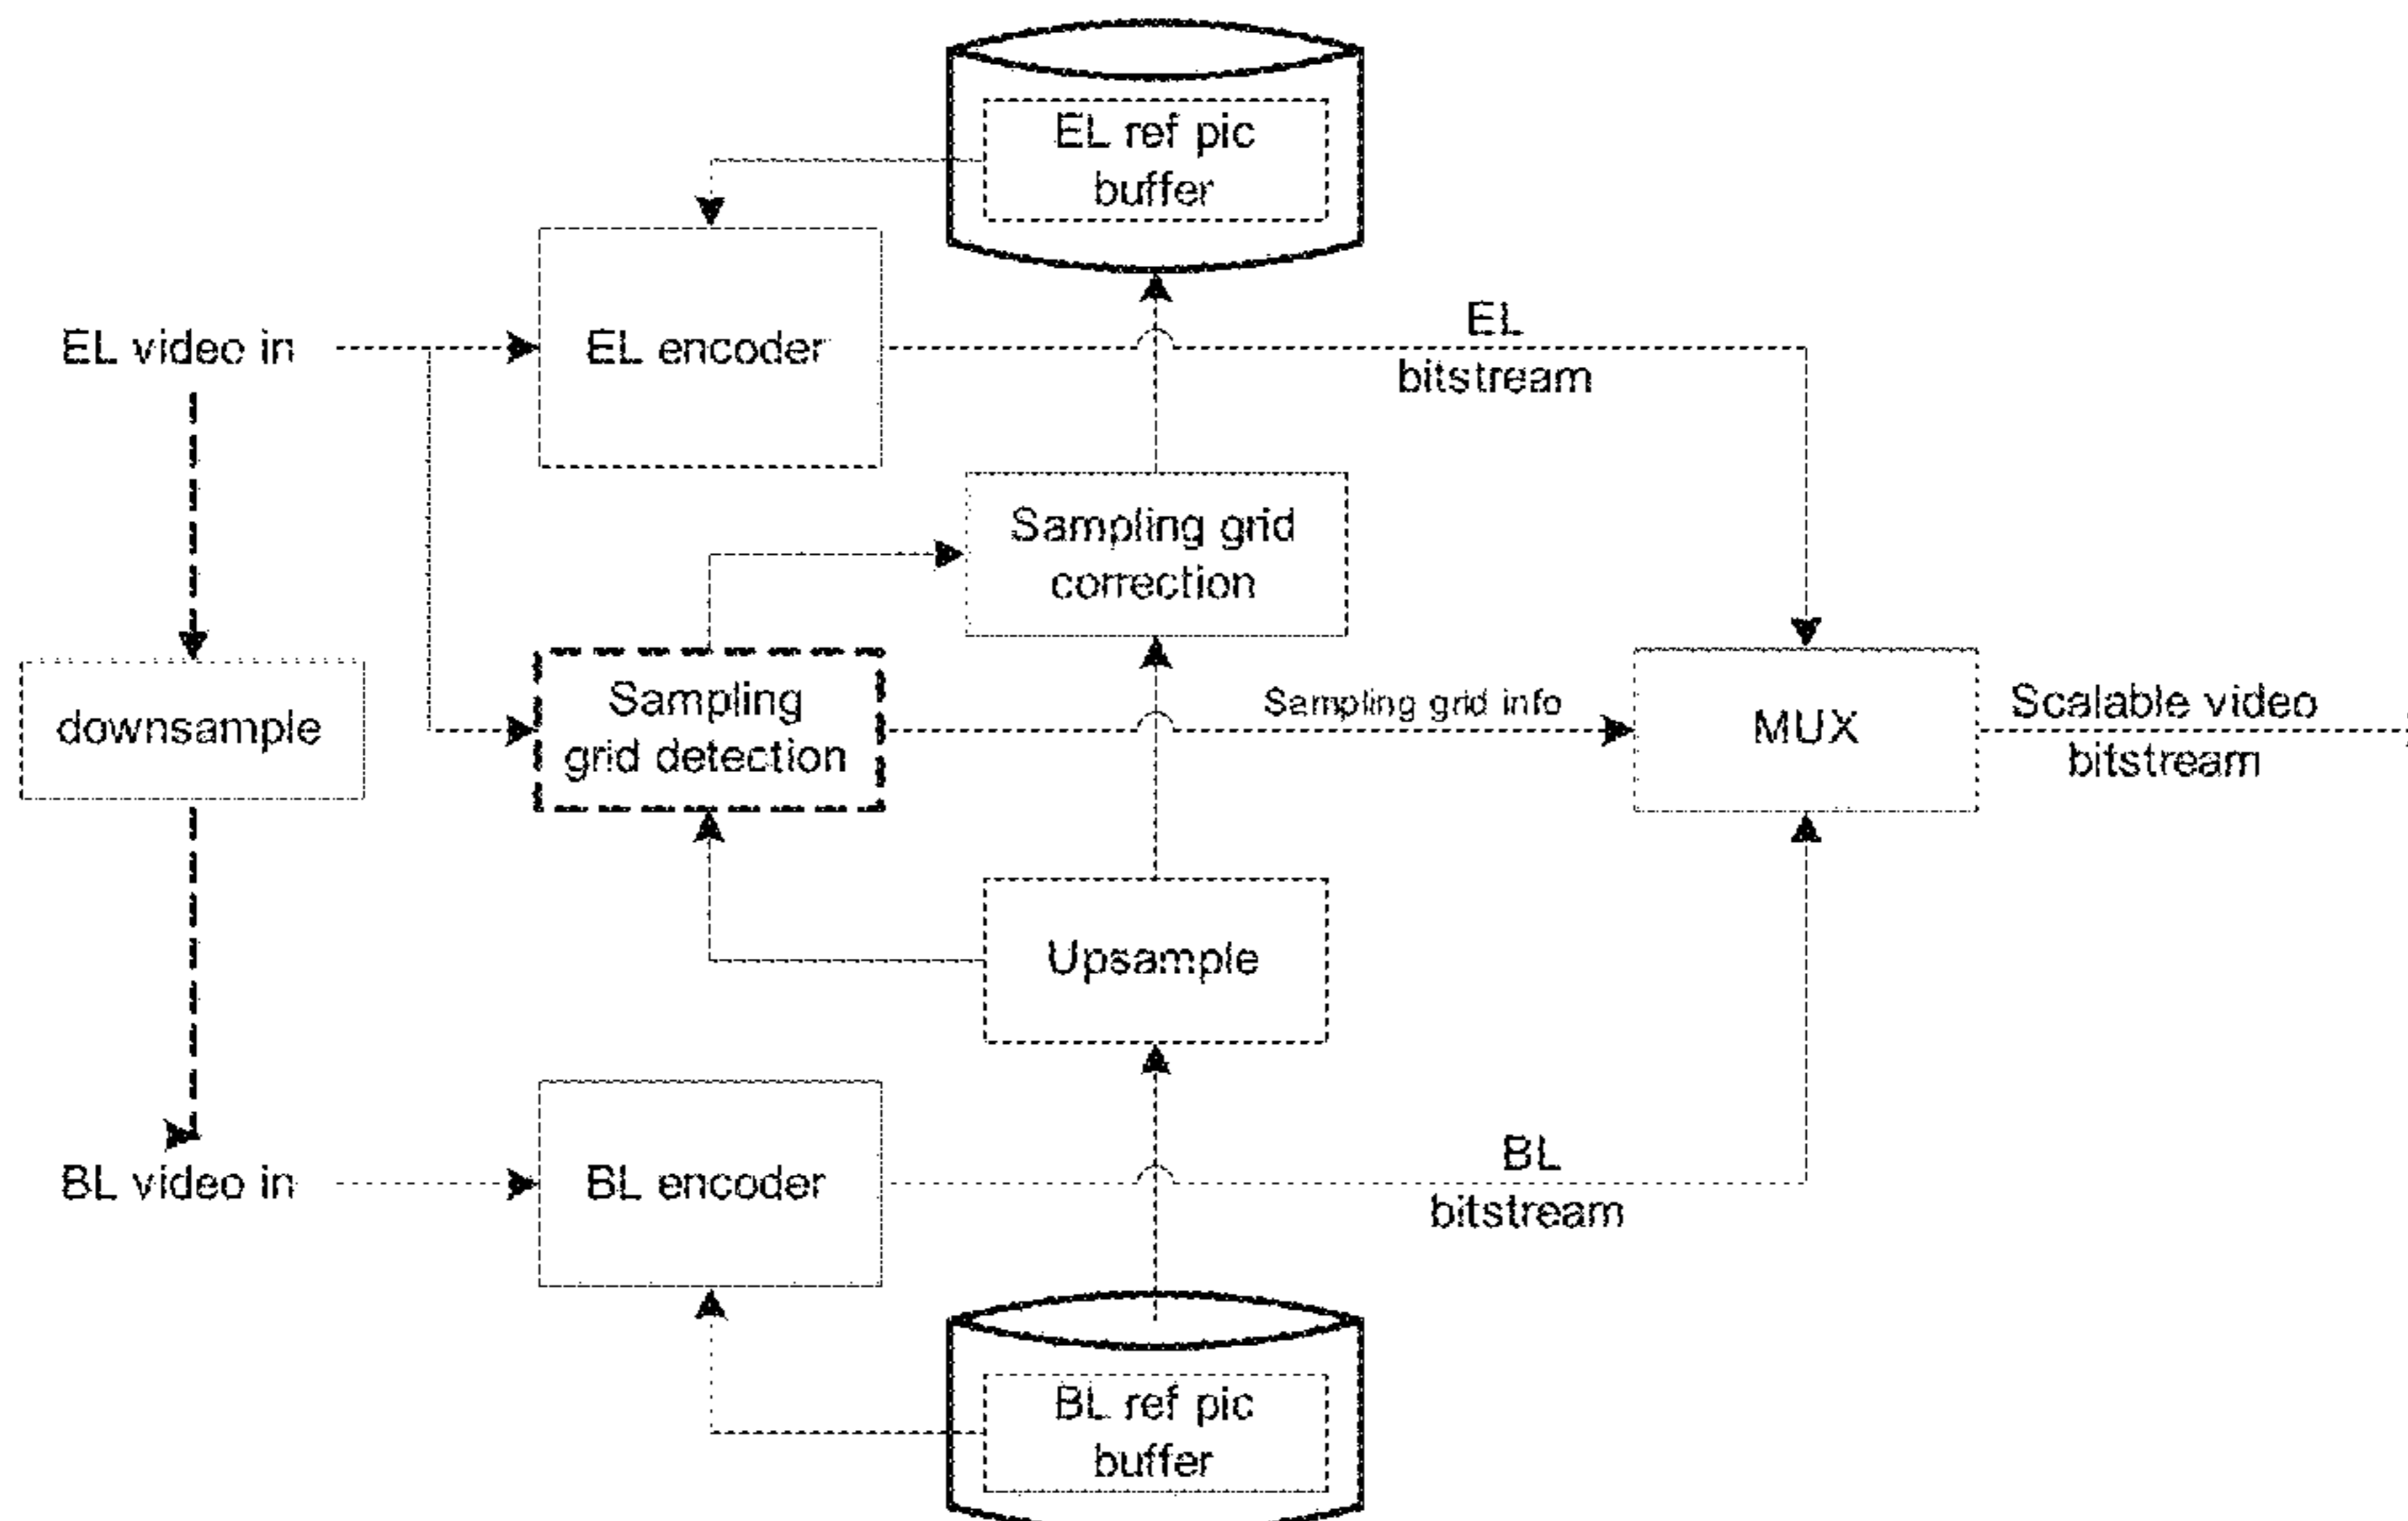 EL ref pic
buffer
EL video in
EL encoder
EL
bitstream
Sampling grid
correction
downsample
Sampling
grid detection
Sampling grid info
MUX
Scalable video
bitstream
Upsample
BL video in
BL encoder
BL
bitstream
BL ref pic
buffer